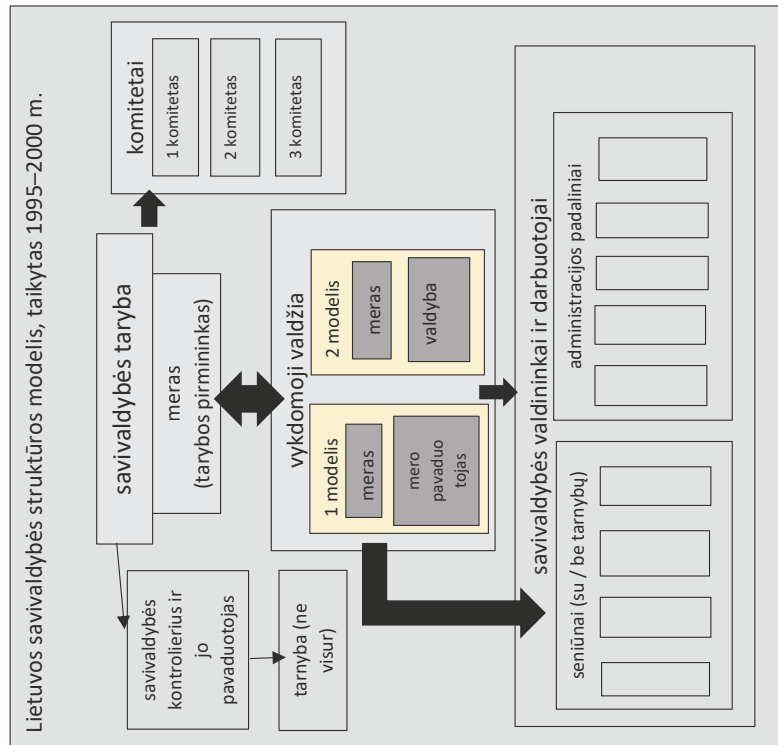 Lietuvos savivaldybės struktūros modelis, taikytas 1995–2000 m.
savivaldybės taryba
meras
(tarybos pirmininkas)
komitetai
1 komitetas
2 komitetas
3 komitetas
savivaldybės
kontrolierius ir
jo
pavaduotojas
tarnyba (ne
visur)
vykdomoji valdžia
1 modelis
meras
mero
pavaduo
tojas
2 modelis
meras
valdyba
savivaldybės valdininkai ir darbuotojai
seniūnai (su / be tarnybų)
administracijos padaliniai